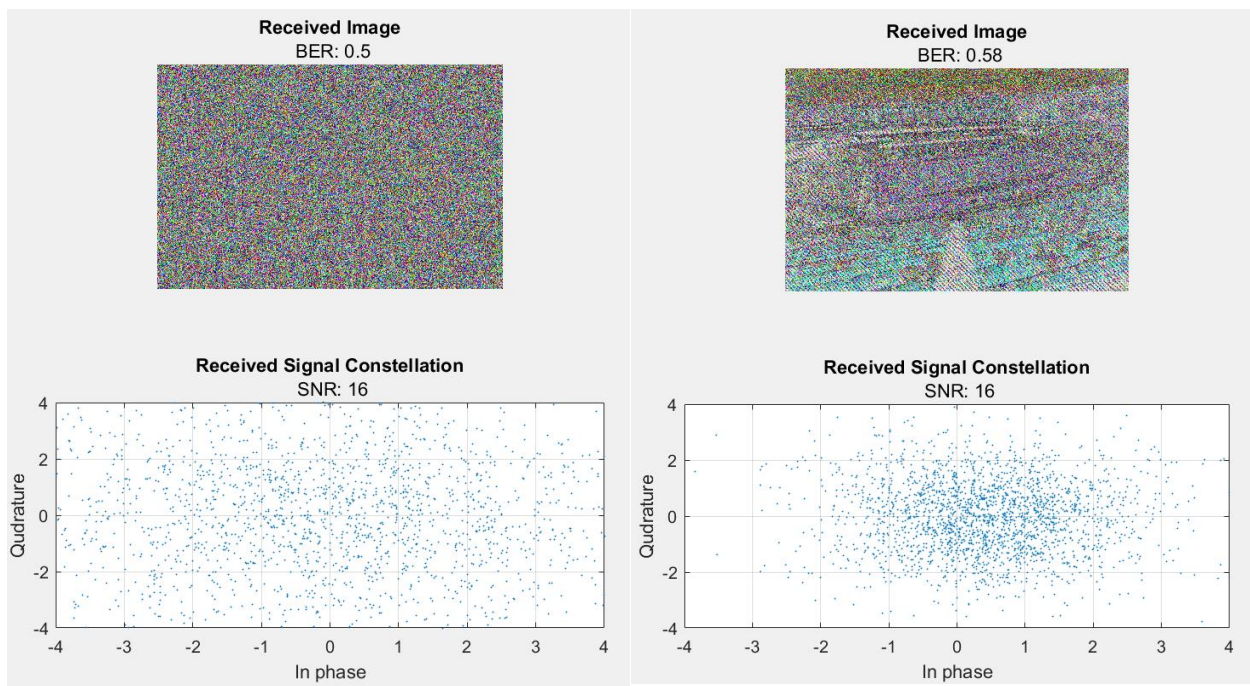 Received Image
BER: 0.5
Received Signal Constellation
SNR: 16
4
2
0
-2
-4
Qudrature
-4 -3 -2 -1 0 1 2 3 4
In phase
Received Image
BER: 0.58
Received Signal Constellation
SNR: 16
4
2
0
-2
-4
Qudrature
-4 -3 -2 -1 0 1 2 3 4
In phase